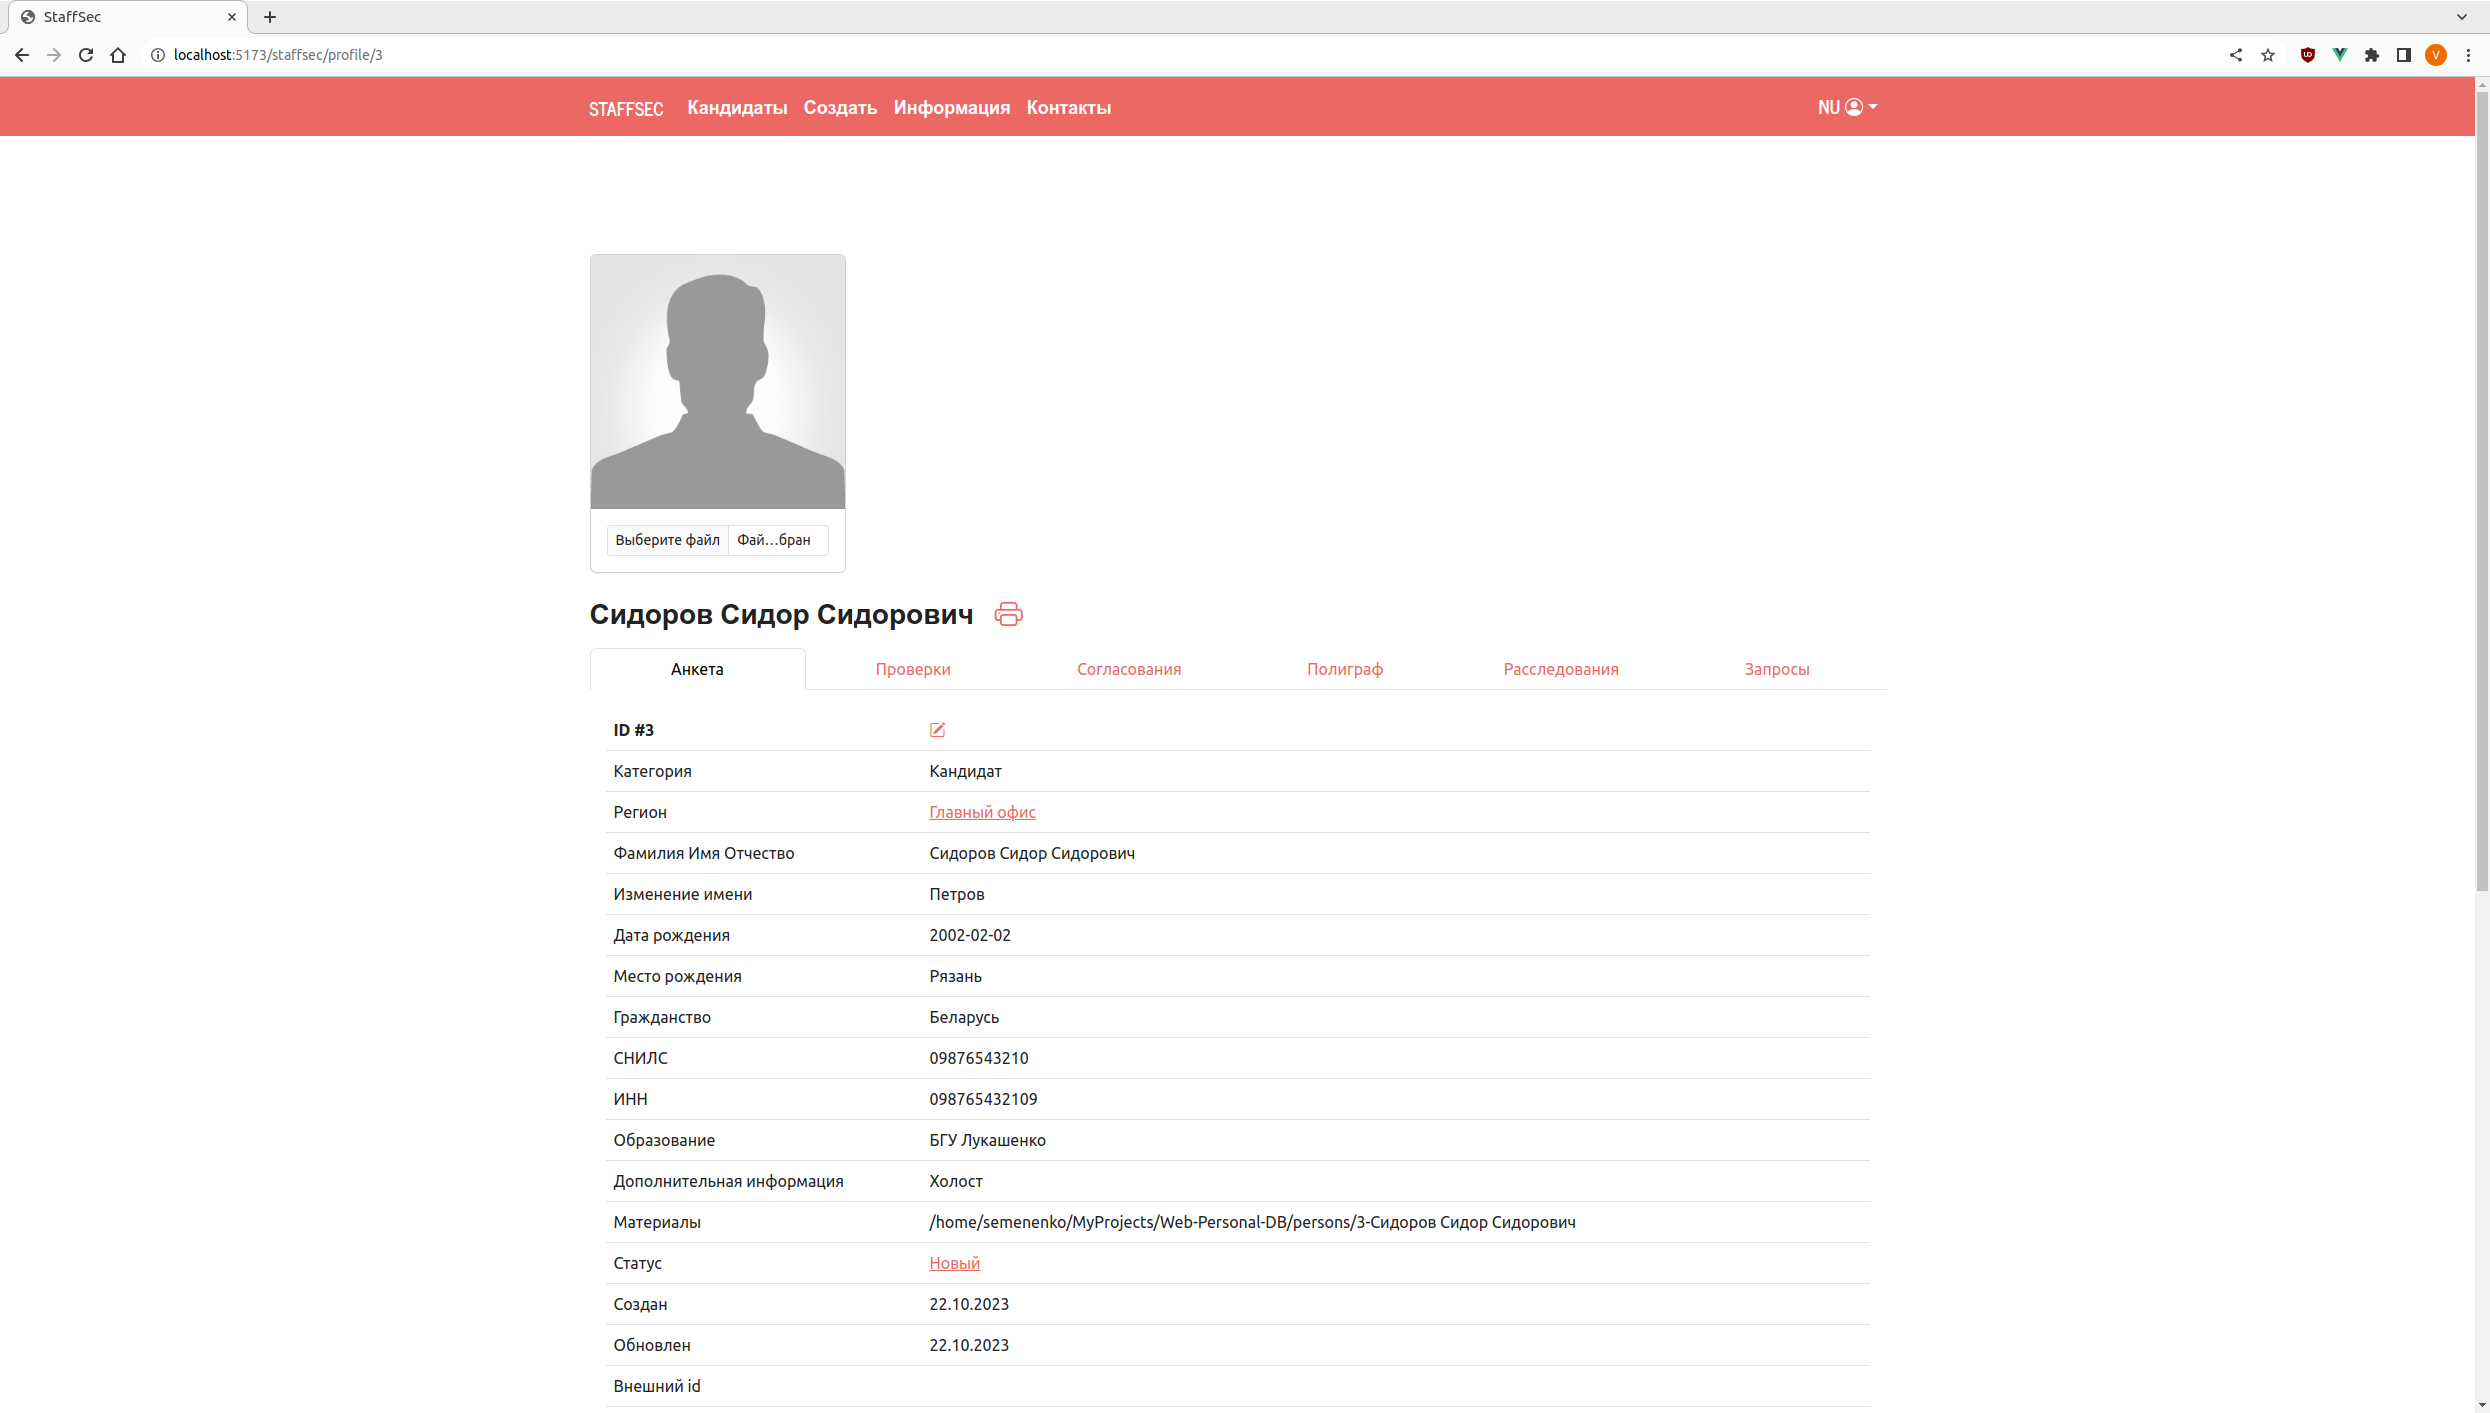 StaffSec
localhost:5173/staffsec/profile/3
V
STAFFSEC Кандидаты Создать Информация Контакты NU
Выберите файл Фай…бран
Сидоров Сидор Сидорович
Анкета Проверки Согласования Полиграф Расследования Запросы
ID #3
Категория Кандидат
Регион Главный офис
Фамилия Имя Отчество Сидоров Сидор Сидорович
Изменение имени Петров
Дата рождения 2002-02-02
Место рождения Рязань
Гражданство Беларусь
СНИЛС 09876543210
ИНН 098765432109
Образование БГУ Лукашенко
Дополнительная информация Холост
Материалы /home/semenenko/MyProjects/Web-Personal-DB/persons/3-Сидоров Сидор Сидорович
Статус Новый
Создан 22.10.2023
Обновлен 22.10.2023
Внешний id